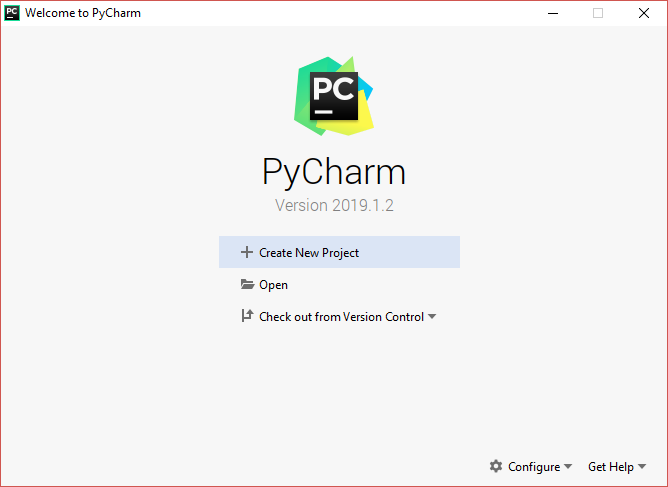 PC Welcome to PyCharm
PC
PyCharm
Version 2019.1.2
Create New Project
Open
Check out from Version Control
Configure Get Help